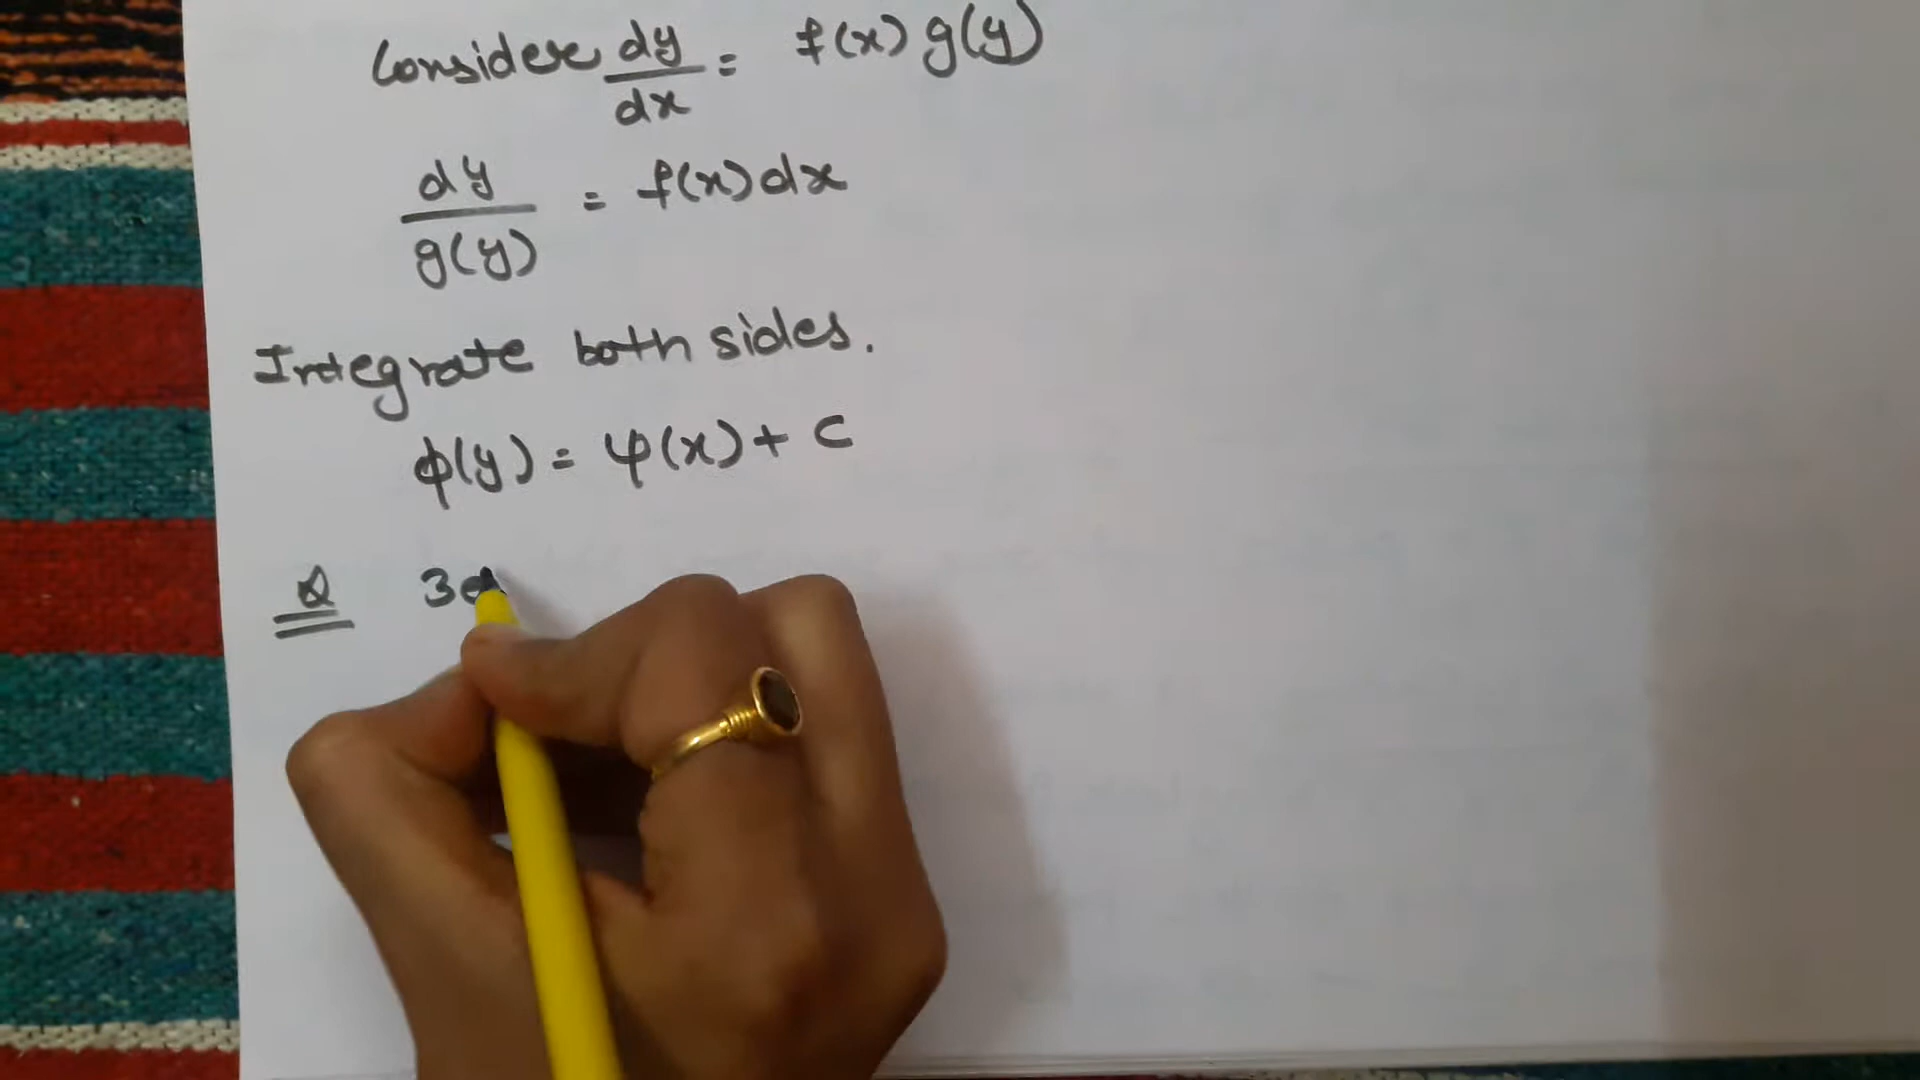 Consider dy/dx = f(x) g(y)
dy/g(y) = f(x) dx
Integrate both sides.
φ(y) = ψ(x) + c
Q 3